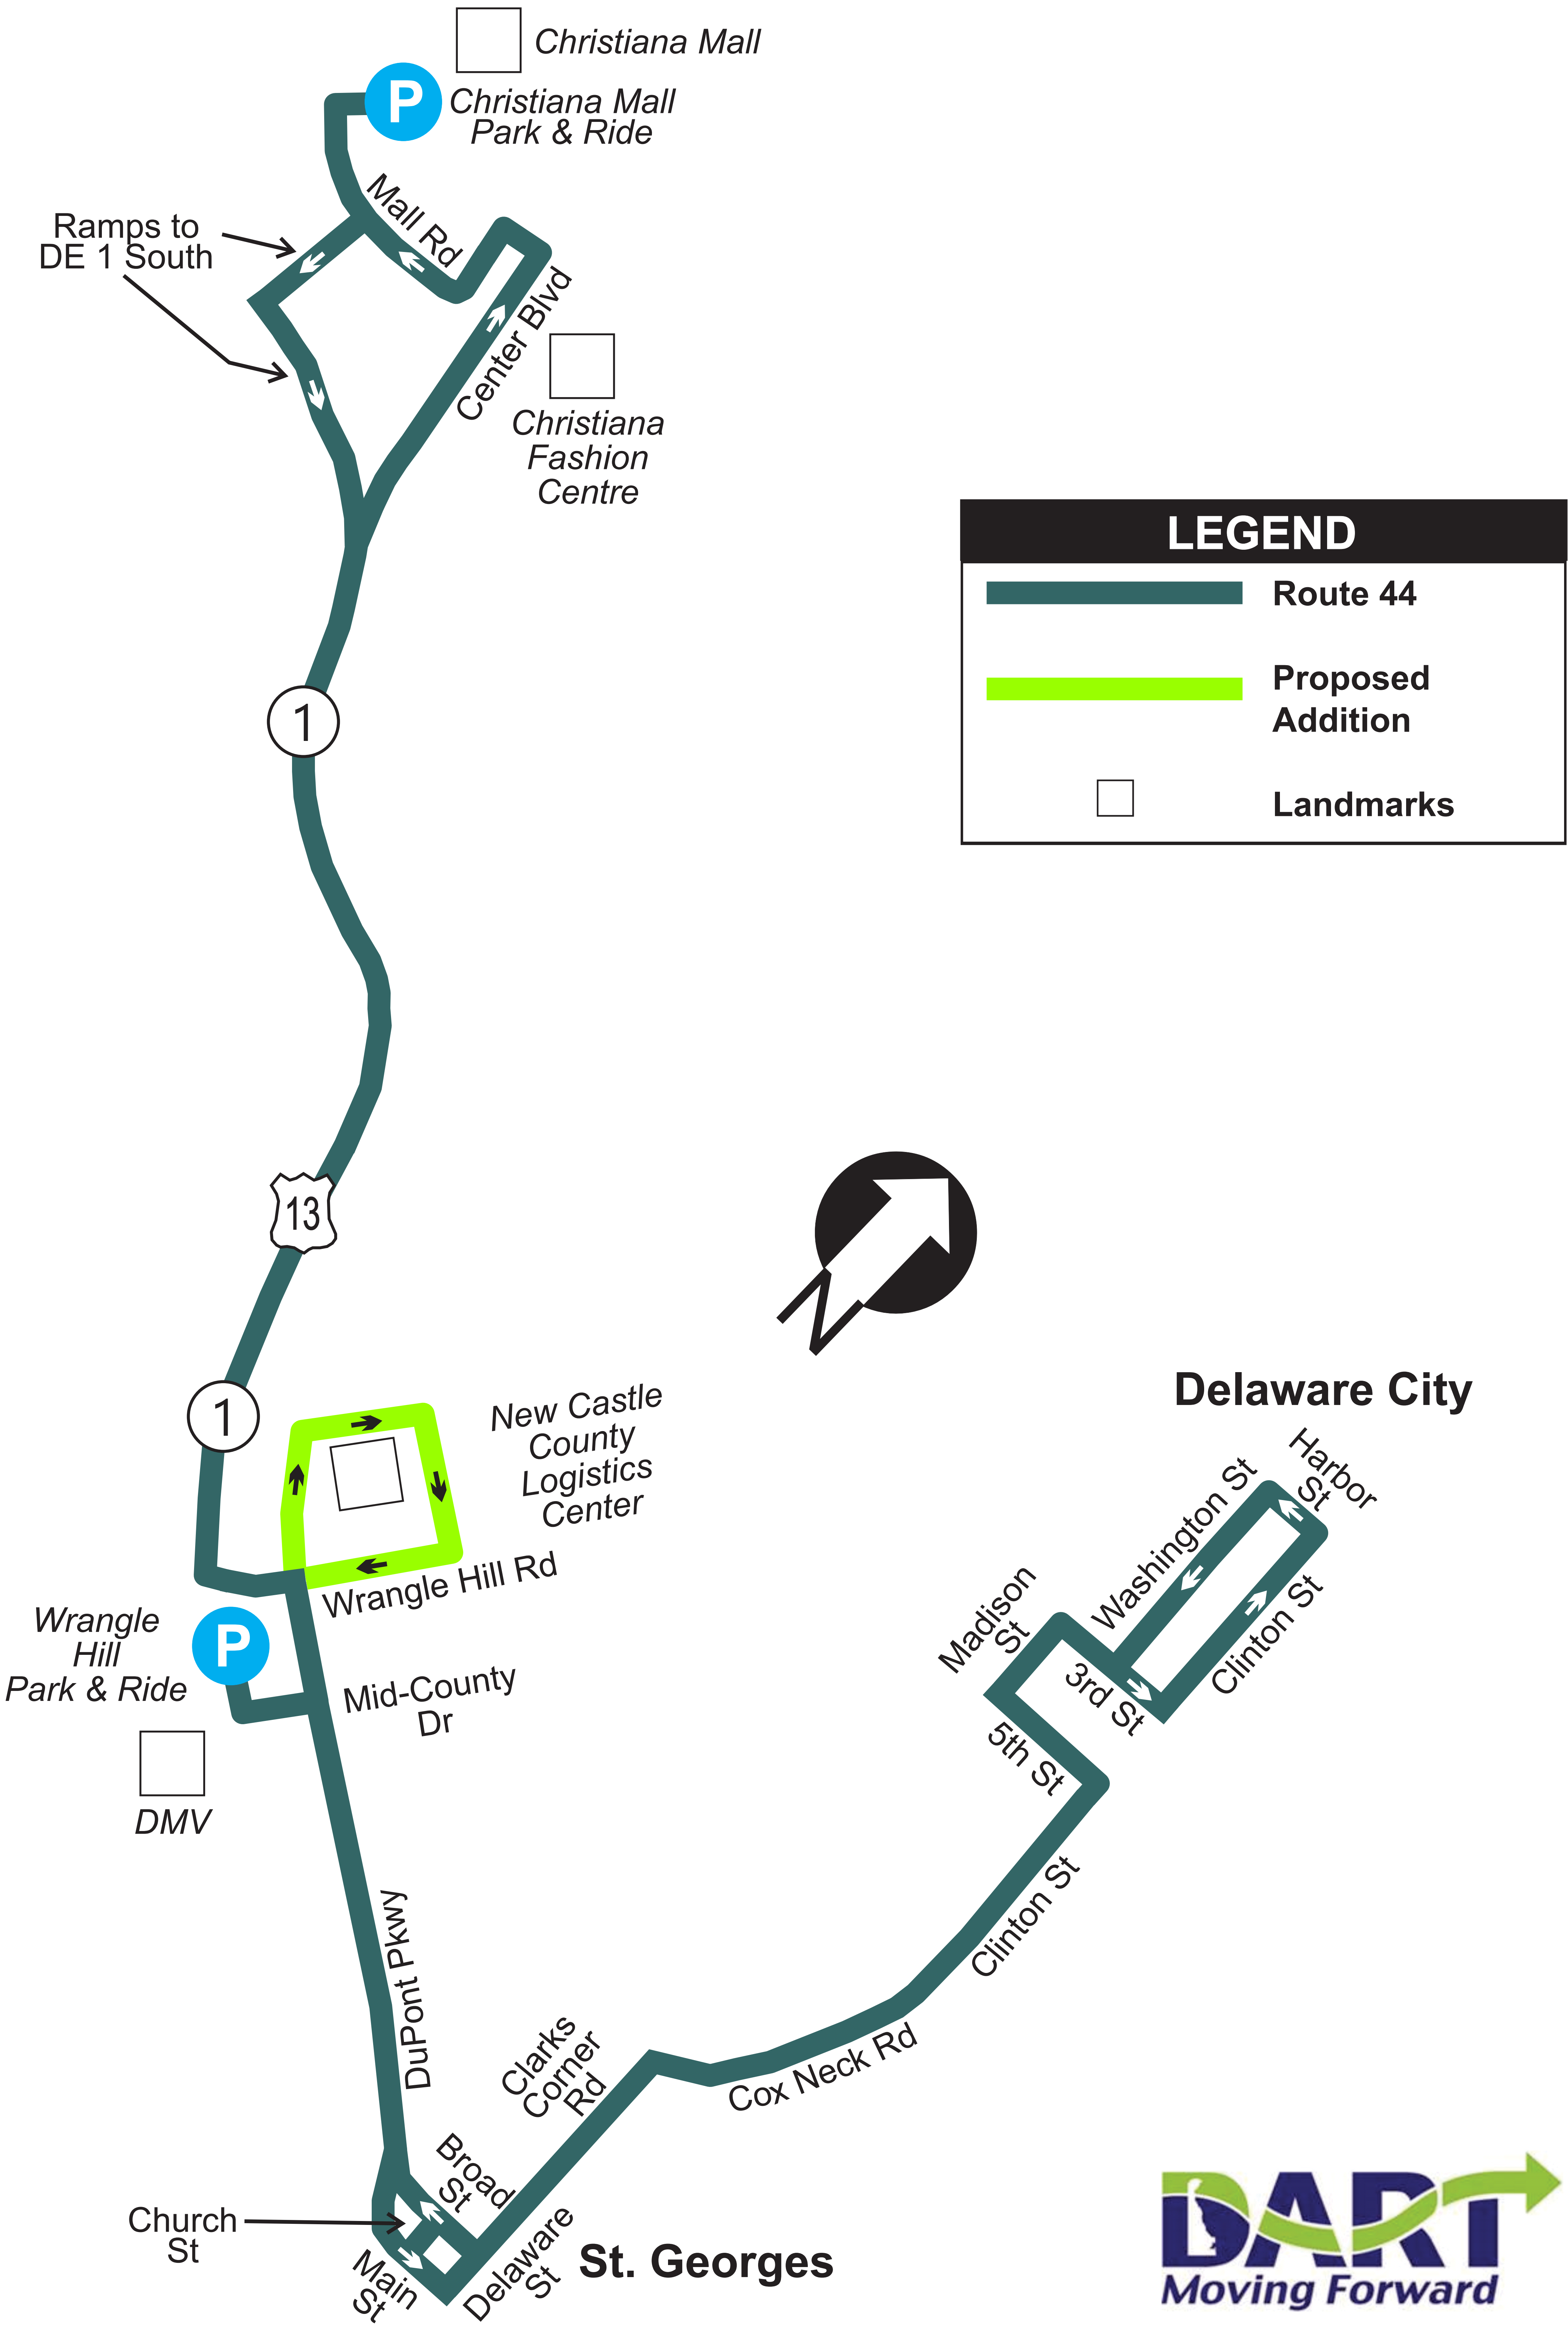 Christiana Mall
P
Christiana Mall
Park & Ride
Mall Rd
Ramps to
DE 1 South
Center Blvd
Christiana
Fashion
Centre
LEGEND
Route 44
Proposed
Addition
Landmarks
1
13
N
1
New Castle
County
Logistics
Center
Wrangle Hill Rd
Wrangle
Hill
Park & Ride
P
Mid-County
Dr
DMV
Delaware City
Harbor
St
Washington St
Madison
St
3rd St
Clinton St
5th St
Clinton St
DuPont Pkwy
Clarks
Corner
Rd
Cox Neck Rd
Broad
St
Church
St
Main
St
Delaware
St
St. Georges
DART
Moving Forward